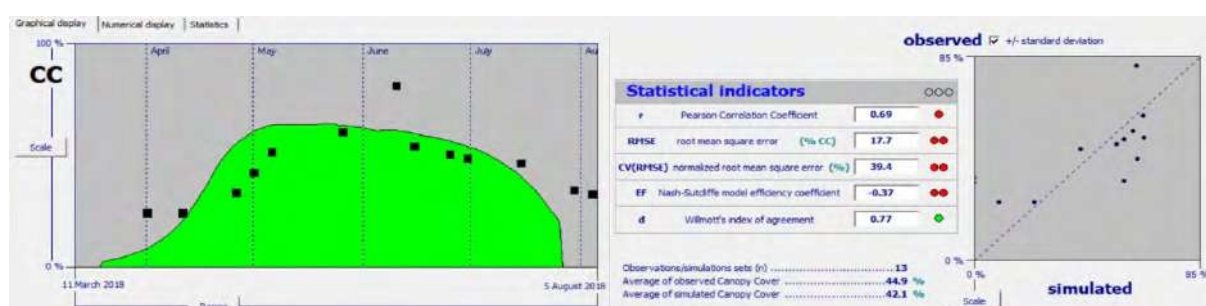 Graphical display Numerical display Statistics
100 %
April May June July Au
CC
Scale
0 %
11 March 2018 5 August 2018
observed +/- standard deviation
85 %
Statistical indicators
r Pearson Correlation Coefficient 0.69
RMSE root mean square error (% CC) 17.7
CV(RMSE) normalized root mean square error (%) 39.4
EF Nash-Sutcliffe model efficiency coefficient -0.37
d Willmott's index of agreement 0.77
Observations/simulations sets (n) 13
Average of observed Canopy Cover 44.9 %
Average of simulated Canopy Cover 42.1 %
0 %
0 % 85 %
simulated
Scale